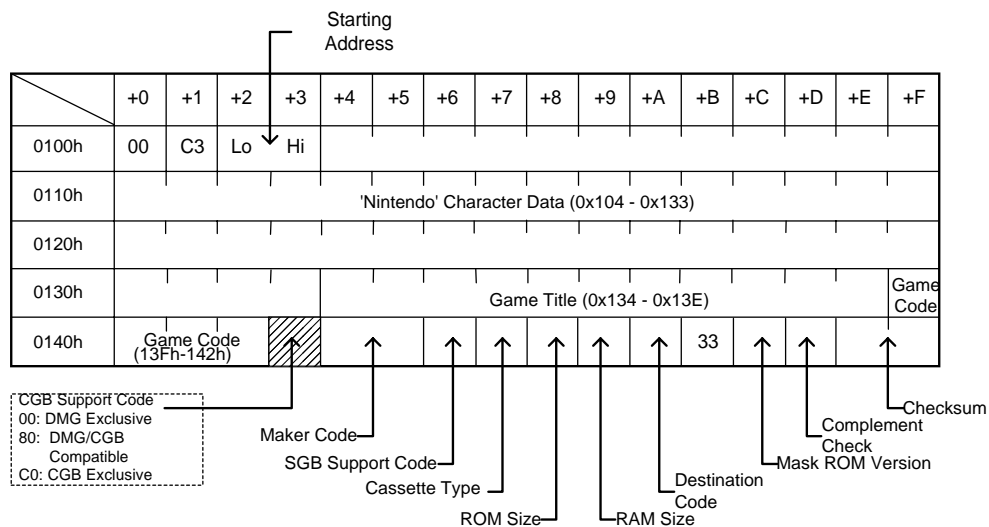 Starting
Address
+0 +1 +2 +3 +4 +5 +6 +7 +8 +9 +A +B +C +D +E +F
0100h 00 C3 Lo Hi
0110h 'Nintendo' Character Data (0x104 - 0x133)
0120h
0130h Game Title (0x134 - 0x13E) Game
Code
0140h Game Code 33
(13Fh-142h)
CGB Support Code
00: DMG Exclusive
80: DMG/CGB
Compatible
C0: CGB Exclusive
Maker Code
SGB Support Code
Cassette Type
ROM Size
RAM Size
Destination
Code
Mask ROM Version
Complement
Check
Checksum